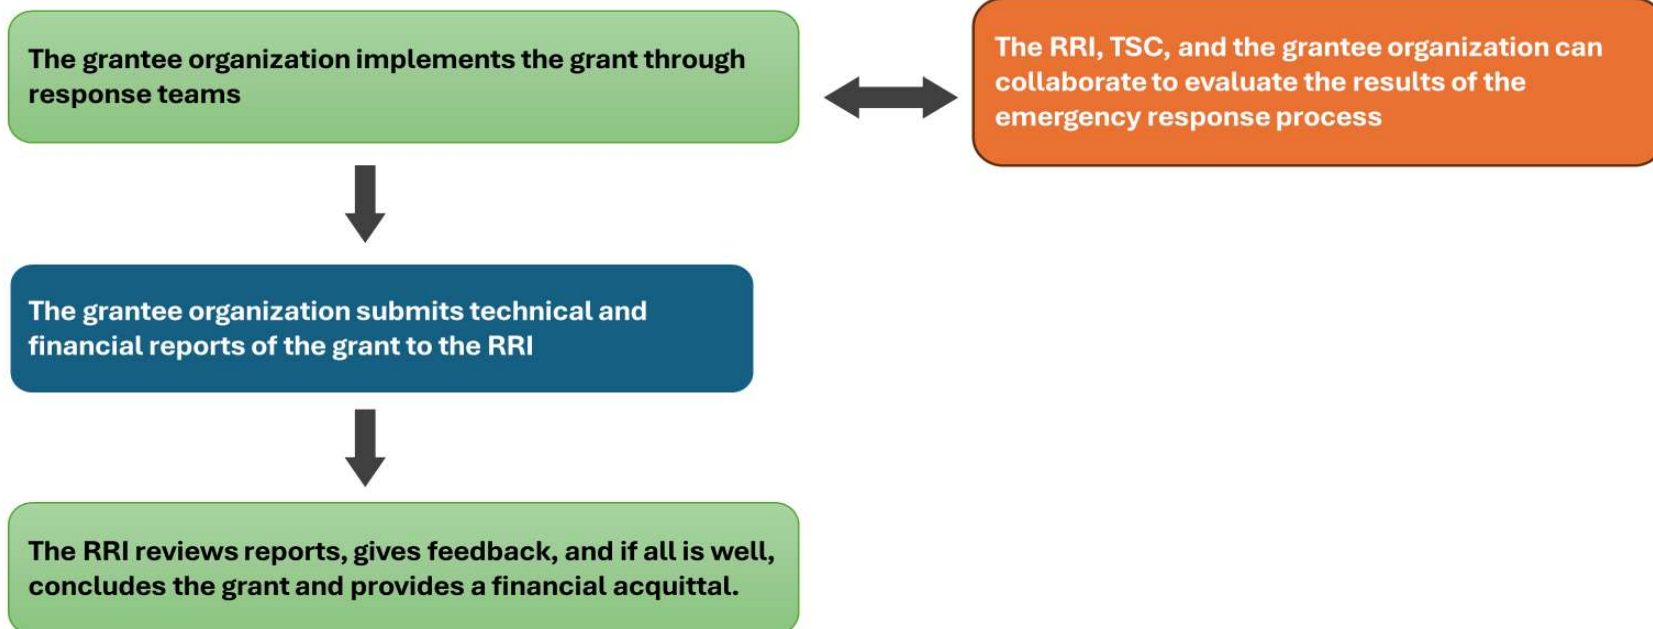 The grantee organization implements the grant through
response teams
The RRI, TSC, and the grantee organization can
collaborate to evaluate the results of the
emergency response process
The grantee organization submits technical and
financial reports of the grant to the RRI
The RRI reviews reports, gives feedback, and if all is well,
concludes the grant and provides a financial acquittal.